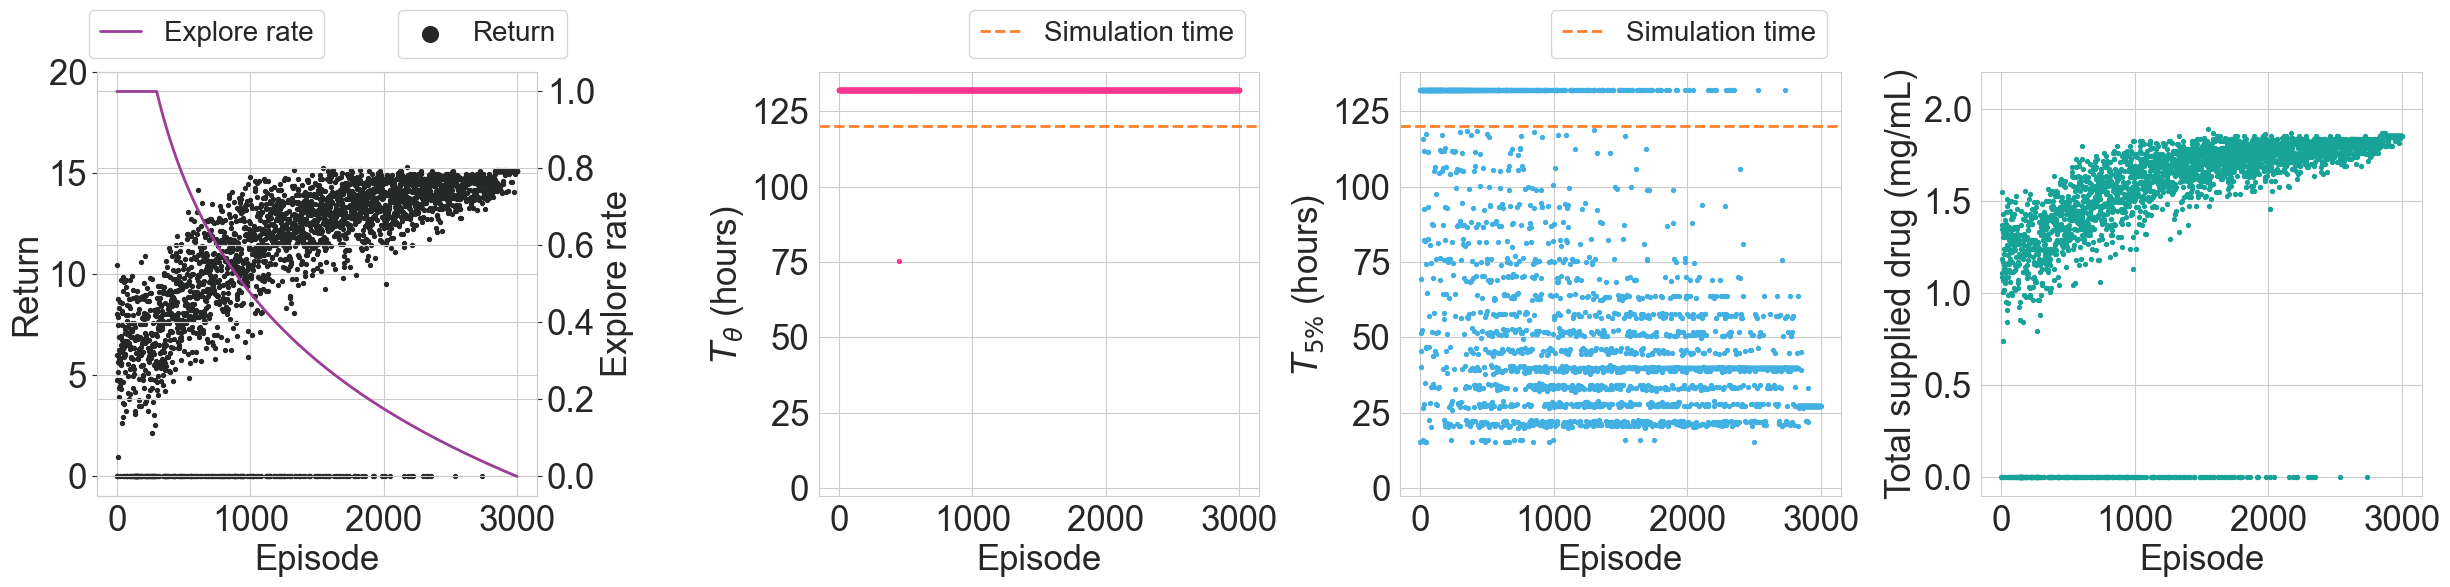 Explore rate
Return
Return
20
15
10
5
0
1.0
0.8
0.6
0.4
0.2
0.0
Explore rate
0 1000 2000 3000
Episode
Simulation time
T_θ (hours)
125
100
75
50
25
0
0 1000 2000 3000
Episode
Simulation time
T_5% (hours)
125
100
75
50
25
0
0 1000 2000 3000
Episode
Total supplied drug (mg/mL)
2.0
1.5
1.0
0.5
0.0
0 1000 2000 3000
Episode